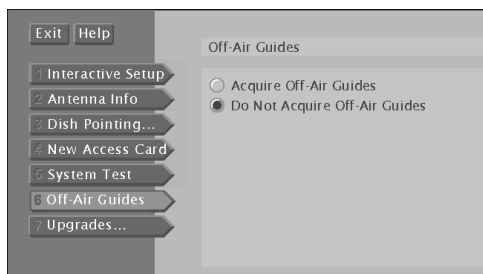 Exit Help
Off-Air Guides
1 Interactive Setup
2 Antenna Info
3 Dish Pointing...
4 New Access Card
5 System Test
6 Off-Air Guides
7 Upgrades...
Acquire Off-Air Guides
Do Not Acquire Off-Air Guides